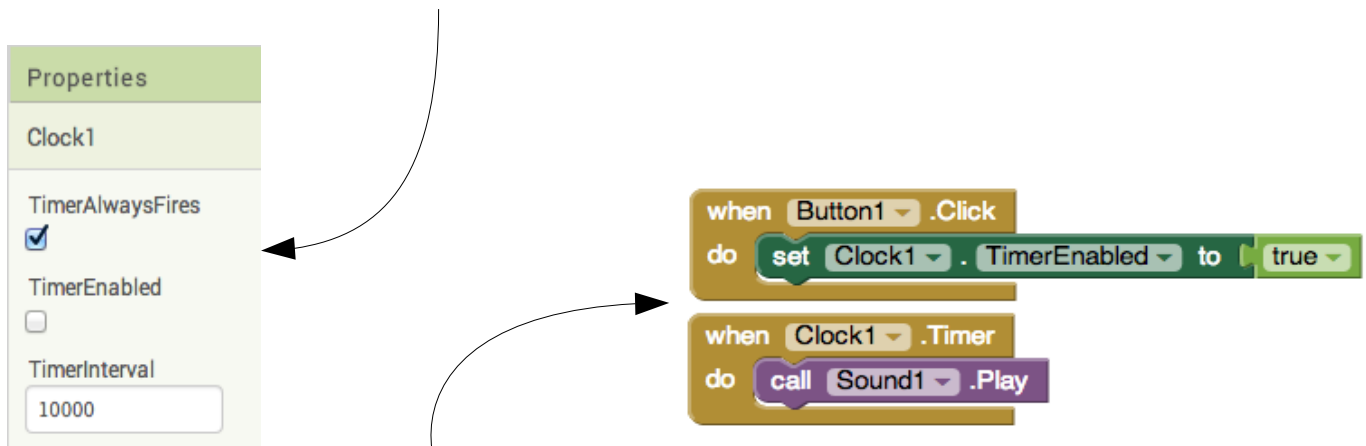 Properties
Clock1
TimerAlwaysFires
TimerEnabled
TimerInterval
10000
when Button1 .Click
do set Clock1 . TimerEnabled to true
when Clock1 .Timer
do call Sound1 .Play